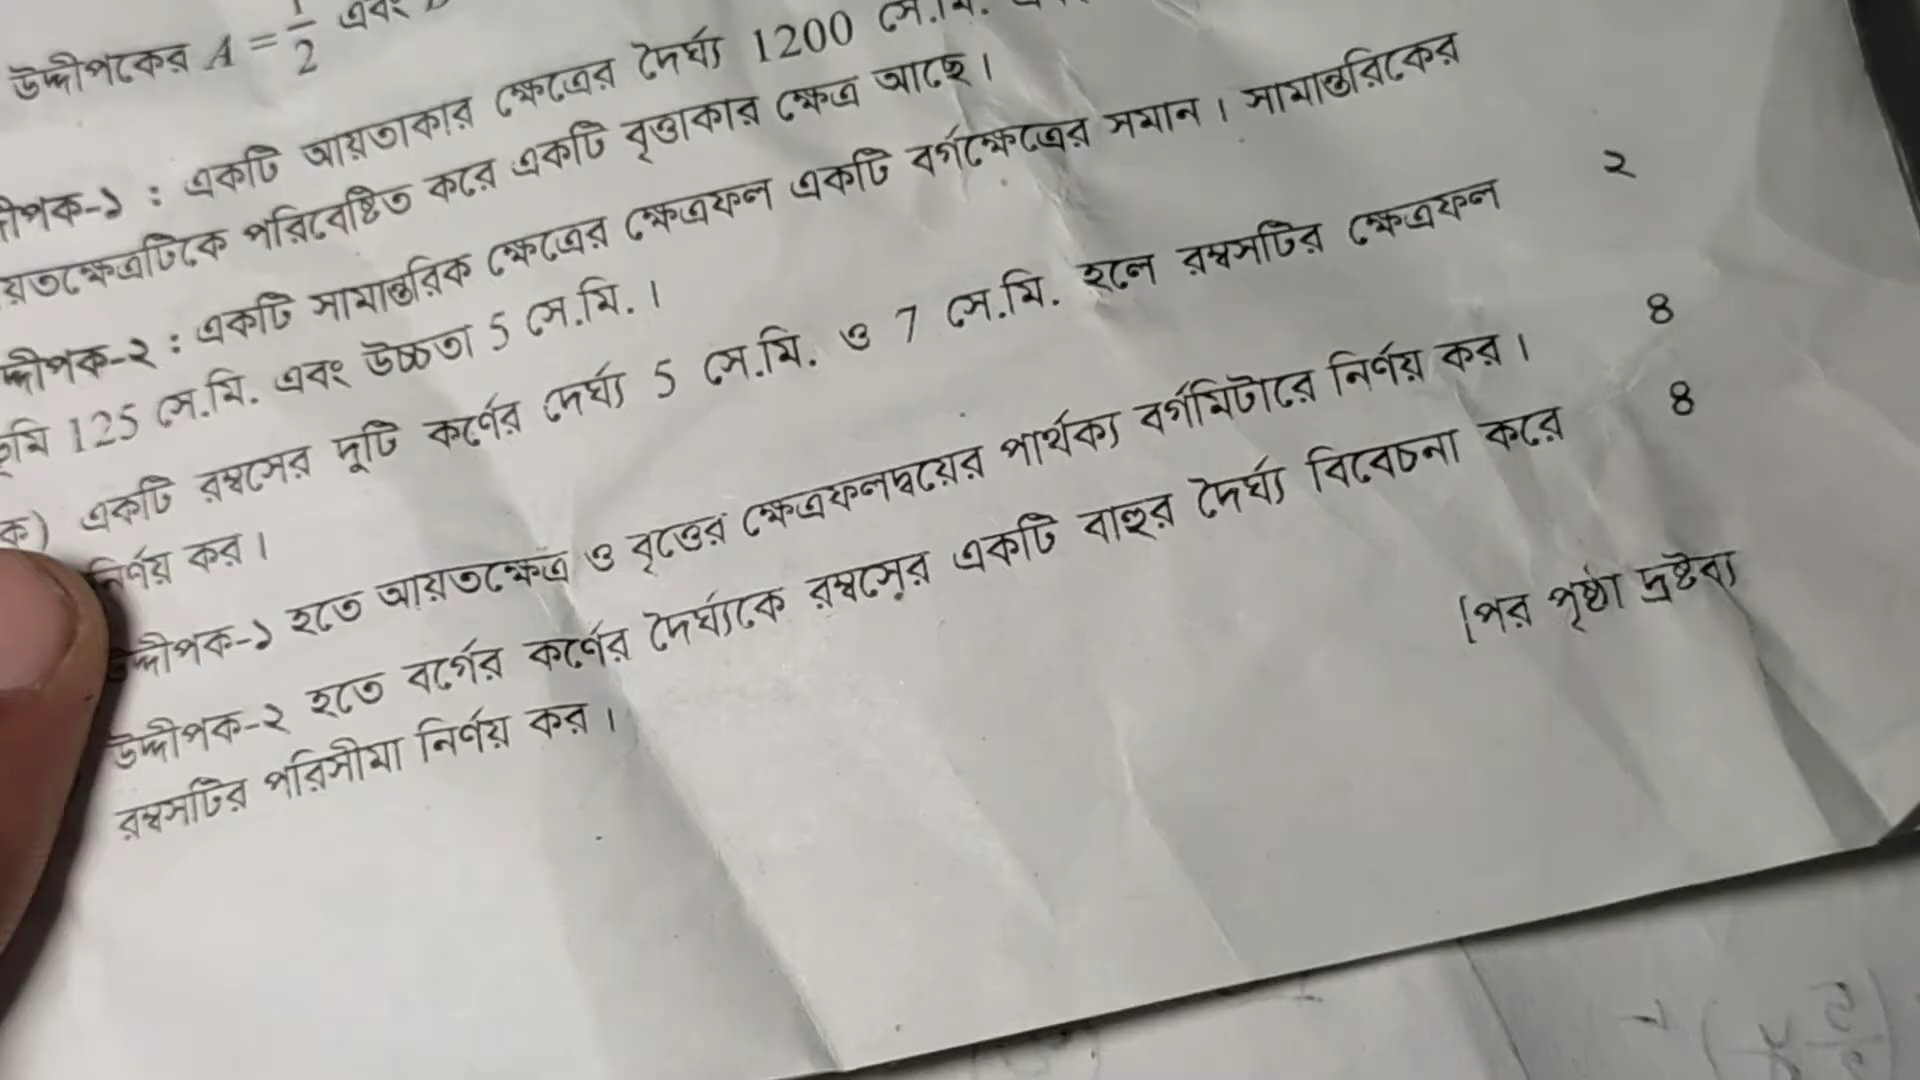 উদ্দীপকের A = 1/2 এবং
দীপক-১ : একটি আয়তাকার ক্ষেত্রের দৈর্ঘ্য 1200 সে.মি.
য়তক্ষেত্রটিকে পরিবেষ্টিত করে একটি বৃত্তাকার ক্ষেত্র আছে।
দ্দীপক-২ : একটি সামান্তরিক ক্ষেত্রের ক্ষেত্রফল একটি বর্গক্ষেত্রের সমান। সামান্তরিকের
ভূমি 125 সে.মি. এবং উচ্চতা 5 সে.মি.।
ক) একটি রম্বসের দুটি কর্ণের দৈর্ঘ্য 5 সে.মি. ও 7 সে.মি. হলে রম্বসটির ক্ষেত্রফল ২
নির্ণয় কর।
উদ্দীপক-১ হতে আয়তক্ষেত্র ও বৃত্তের ক্ষেত্রফলদ্বয়ের পার্থক্য বর্গমিটারে নির্ণয় কর। ৪
উদ্দীপক-২ হতে বর্গের কর্ণের দৈর্ঘ্যকে রম্বসের একটি বাহুর দৈর্ঘ্য বিবেচনা করে ৪
রম্বসটির পরিসীমা নির্ণয় কর।
[পর পৃষ্ঠা দ্রষ্টব্য